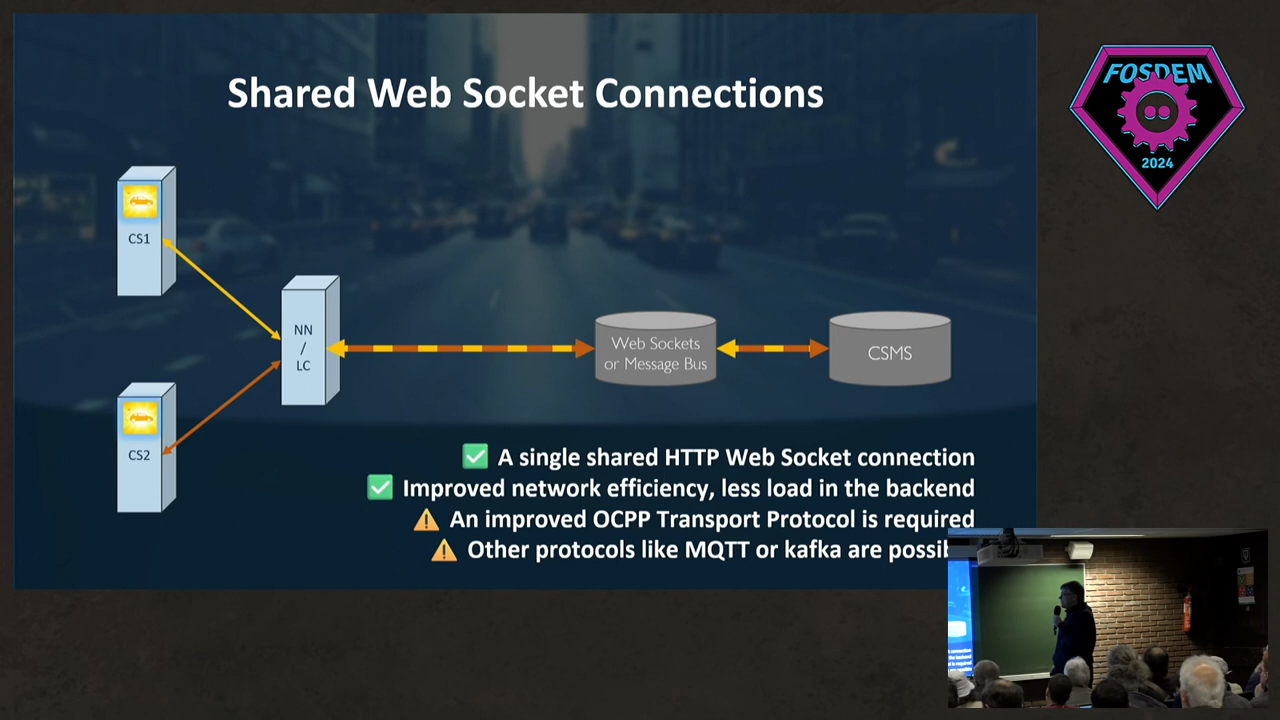 Shared Web Socket Connections
FOSDEM
2024
CS1
NN
/
LC
Web Sockets
or Message Bus
CSMS
CS2
A single shared HTTP Web Socket connection
Improved network efficiency, less load in the backend
An improved OCPP Transport Protocol is required
Other protocols like MQTT or kafka are possib